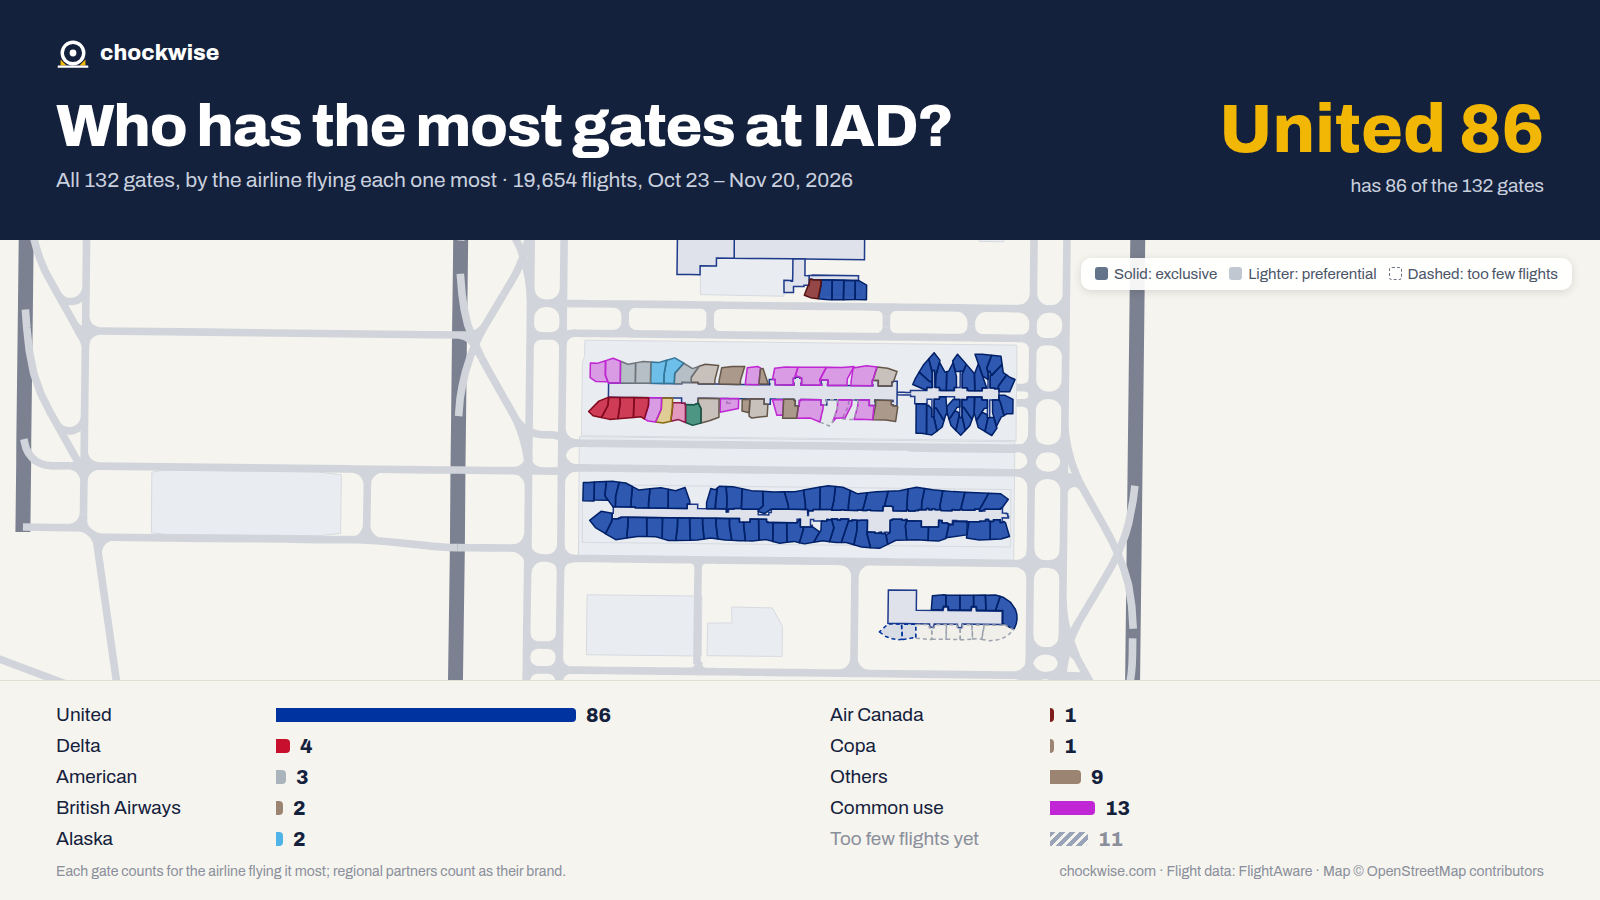 chockwise
Who has the most gates at IAD?
All 132 gates, by the airline flying each one most · 19,654 flights, Oct 23 – Nov 20, 2026
United 86
has 86 of the 132 gates
Solid: exclusive
Lighter: preferential
Dashed: too few flights
United 86
Delta 4
American 3
British Airways 2
Alaska 2
Air Canada 1
Copa 1
Others 9
Common use 13
Too few flights yet 11
Each gate counts for the airline flying it most; regional partners count as their brand.
chockwise.com · Flight data: FlightAware · Map © OpenStreetMap contributors